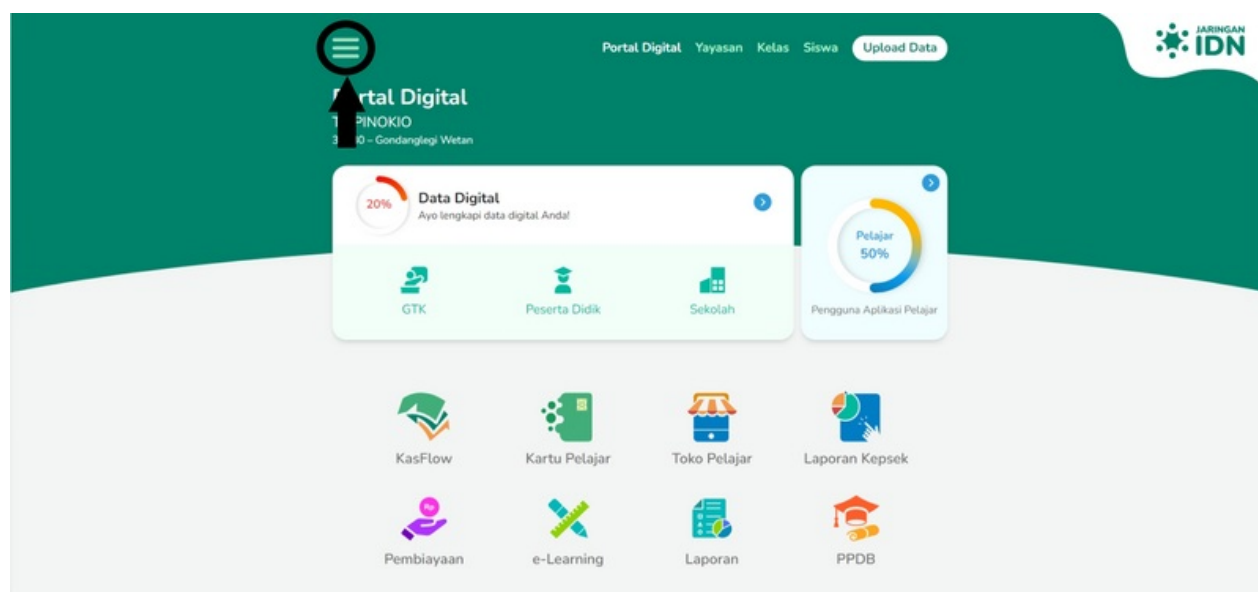 JARINGAN
IDN
Portal Digital Yayasan Kelas Siswa Upload Data
Digital
PINOKIO
– Gondanglegi Wetan
20%
Data Digital
Ayo lengkapi data digital Anda!
Pelajar
50%
GTK
Peserta Didik
Sekolah
Pengguna Aplikasi Pelajar
KasFlow
Kartu Pelajar
Toko Pelajar
Laporan Kepsek
Rp
Pembiayaan
e-Learning
Laporan
PPDB